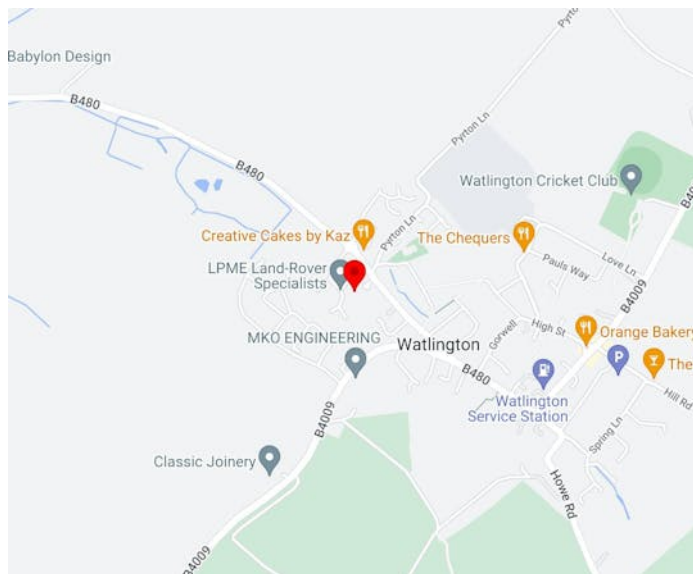 Babylon Design
B480
B480
Pyrton Ln
Watlington Cricket Club
Creative Cakes by Kaz
Pyrton Ln
The Chequers
Love Ln
LPME Land-Rover
Specialists
Pauls Way
B4009
MKO ENGINEERING
Watlington
Gorwell
High St
Orange Bakery
B480
The
P
Watlington
Service Station
Hill Rd
B4009
Spring Ln
Classic Joinery
Howe Rd
B4009